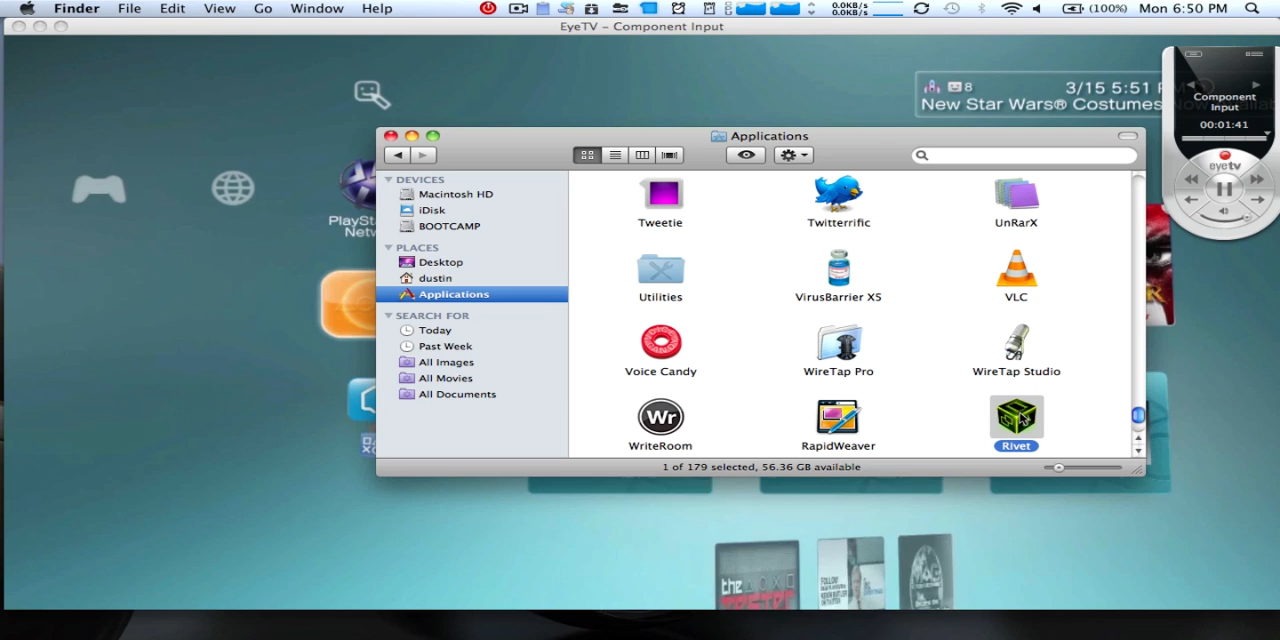 Finder File Edit View Go Window Help
0.0KB/s
0.0KB/s
(100%) Mon 6:50 PM
EyeTV – Component Input
8 3/15 5:51
New Star Wars® Costumes
Component
Input
00:01:41
eyetv
Applications
DEVICES
Macintosh HD
iDisk
BOOTCAMP
PLACES
Desktop
dustin
Applications
SEARCH FOR
Today
Past Week
All Images
All Movies
All Documents
Tweetie Twitterrific UnRarX
Utilities VirusBarrier X5 VLC
Voice Candy WireTap Pro WireTap Studio
WriteRoom RapidWeaver Rivet
1 of 179 selected, 56.36 GB available
the
tester